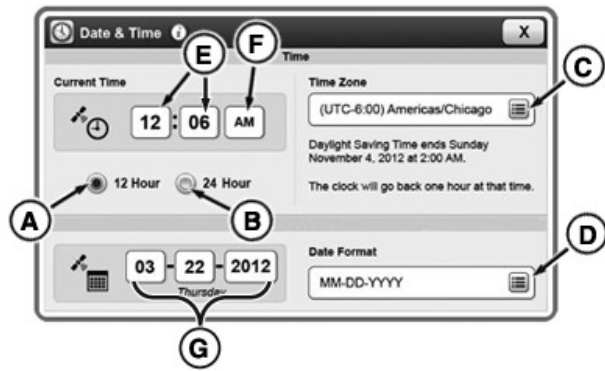 Date & Time i
X
Time
Current Time
12 : 06 AM
12 Hour
24 Hour
Time Zone
(UTC-6:00) Americas/Chicago
Daylight Saving Time ends Sunday
November 4, 2012 at 2:00 AM.
The clock will go back one hour at that time.
03 - 22 - 2012
Thursday
Date Format
MM-DD-YYYY
A
B
C
D
E
F
G